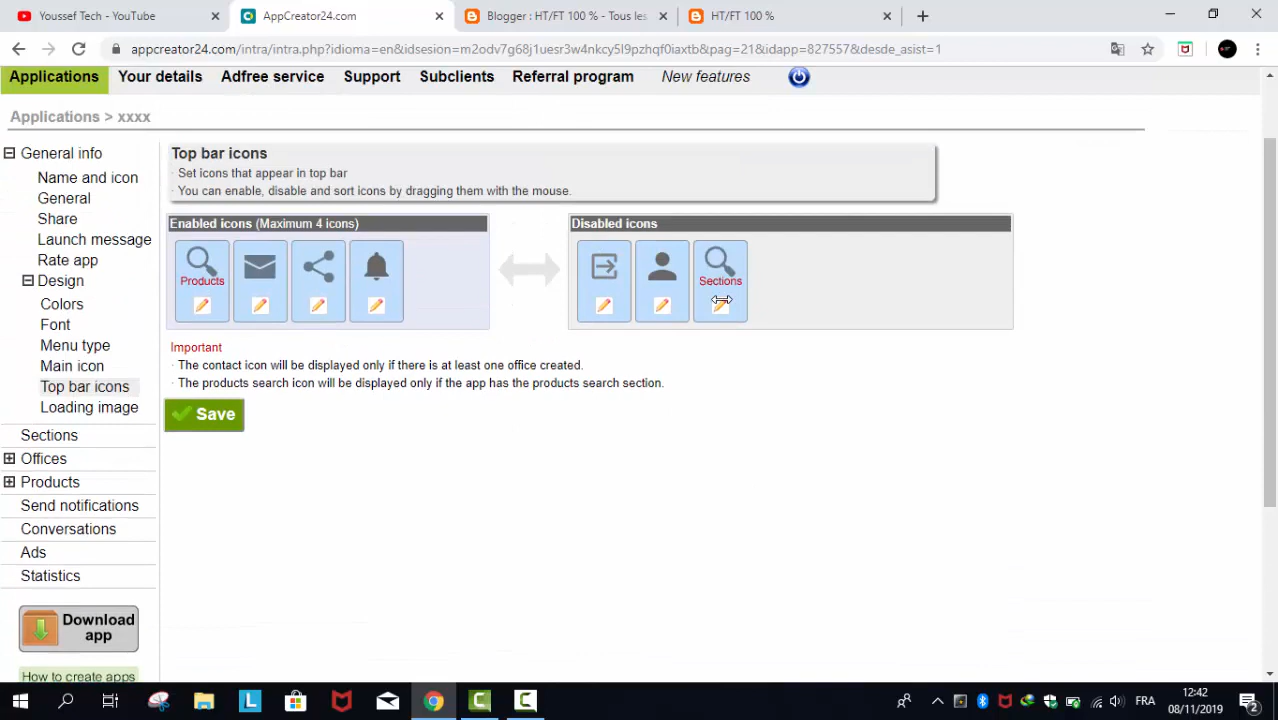 Youssef Tech - YouTube
AppCreator24.com
Blogger : HT/FT 100 % - Tous les
HT/FT 100 %
appcreator24.com/intra/intra.php?idioma=en&idsesion=m2odv7g68j1uesr3w4nkcy5l9pzhqf0iaxtb&pag=21&idapp=827557&desde_asist=1
Applications Your details Adfree service Support Subclients Referral program New features
Applications > xxxx
General info
Name and icon
General
Share
Launch message
Rate app
Design
Colors
Font
Menu type
Main icon
Top bar icons
Loading image
Sections
Offices
Products
Send notifications
Conversations
Ads
Statistics
Download app
How to create apps
Top bar icons
· Set icons that appear in top bar
· You can enable, disable and sort icons by dragging them with the mouse.
Enabled icons (Maximum 4 icons)
Products
Disabled icons
Sections
Important
· The contact icon will be displayed only if there is at least one office created.
· The products search icon will be displayed only if the app has the products search section.
Save
L
FRA
12:42
08/11/2019
2